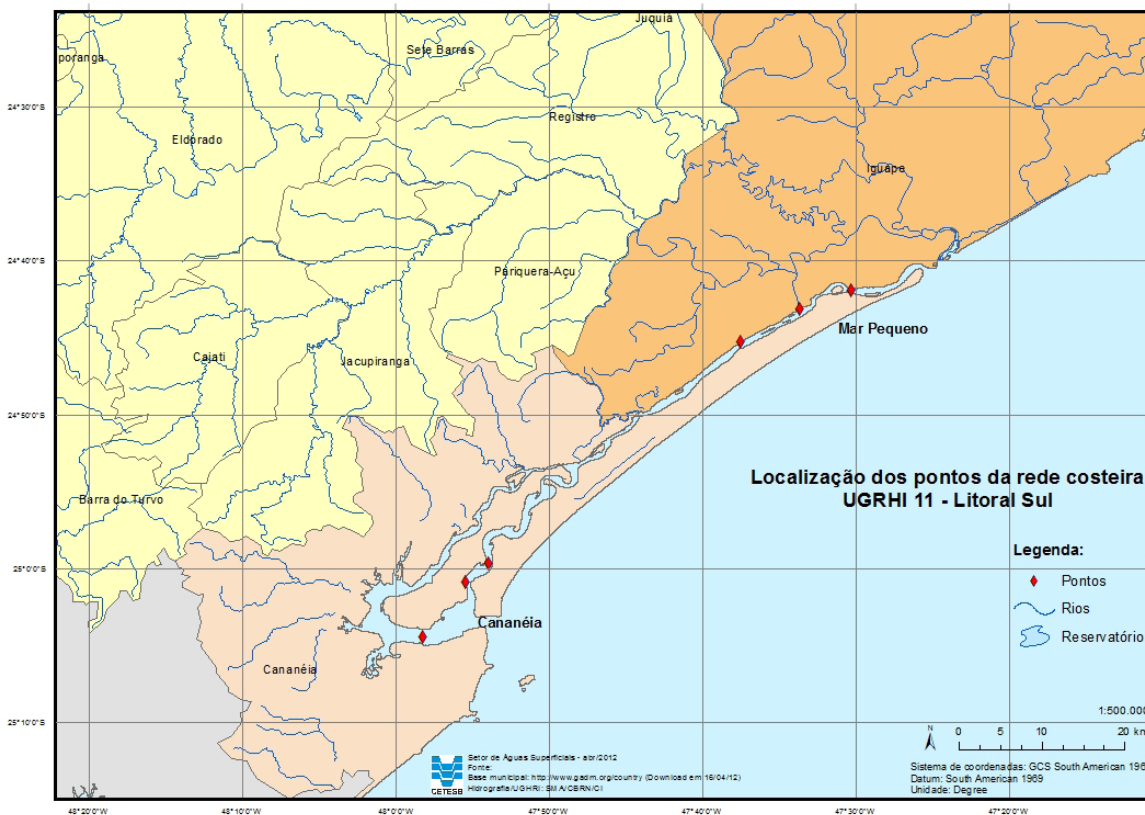 Juquiá
Sete Barras
poranga
24°30'0"S
Registro
Eldorado
Iguape
24°40'0"S
Pariquera-Açu
Mar Pequeno
Cajati
Jacupiranga
24°50'0"S
Localização dos pontos da rede costeira
UGRHI 11 - Litoral Sul
Barra do Turvo
Legenda:
25°0'0"S
Pontos
Rios
Reservatório
Cananéia
Cananéia
25°10'0"S
1:500.000
N
0 5 10 20 km
CETESB
Setor de Águas Superficiais - abr/2012
Fonte:
Base municipal: http://www.gadm.org/country (Download em 16/04/12)
Hidrografia/UGRHI: SMA/CBRN/CI
Sistema de coordenadas: GCS South American 196
Datum: South American 1969
Unidade: Degree
48°20'0"W 48°10'0"W 48°0'0"W 47°50'0"W 47°40'0"W 47°30'0"W 47°20'0"W